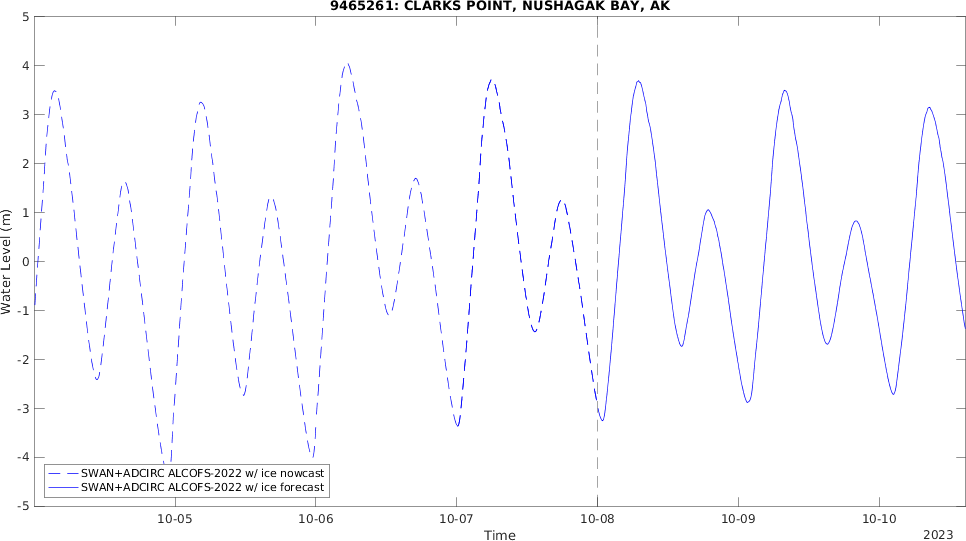 9465261: CLARKS POINT, NUSHAGAK BAY, AK
5
4
3
2
1
0
-1
-2
-3
-4
-5
Water Level (m)
SWAN+ADCIRC ALCOFS-2022 w/ ice nowcast
SWAN+ADCIRC ALCOFS-2022 w/ ice forecast
10-05 10-06 10-07 10-08 10-09 10-10
Time
2023